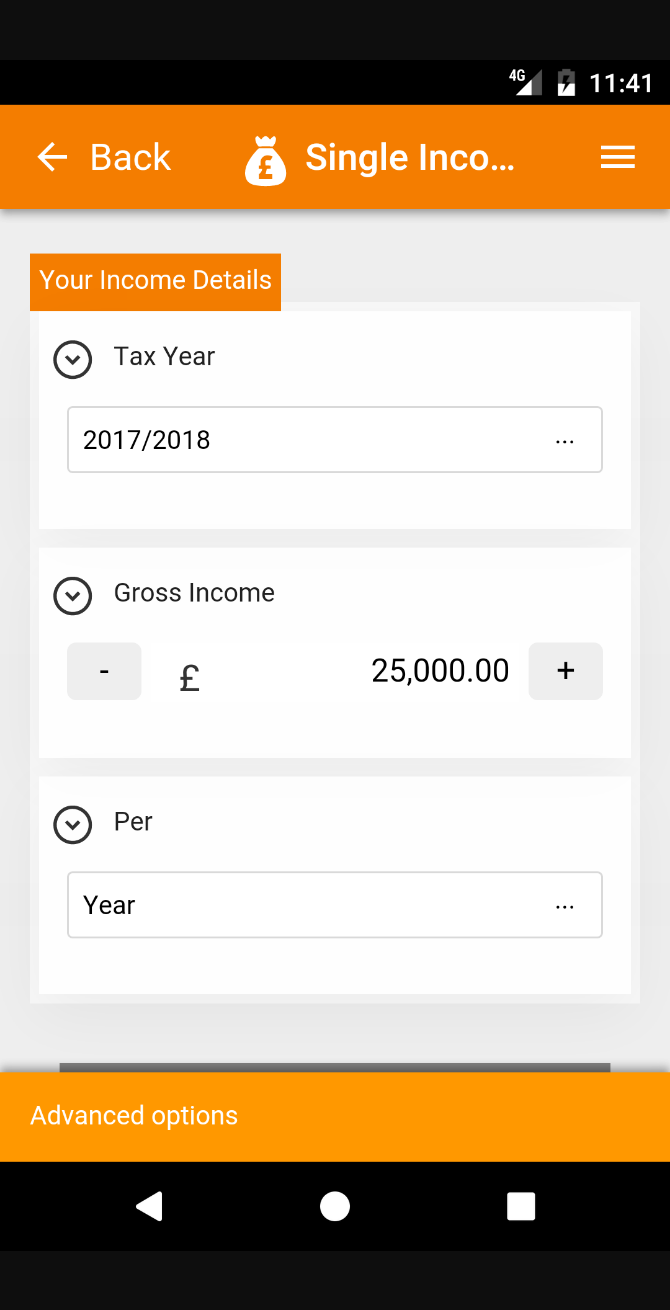 4G 11:41
Back £ Single Inco...
Your Income Details
Tax Year
2017/2018 ...
Gross Income
- £ 25,000.00 +
Per
Year ...
Advanced options